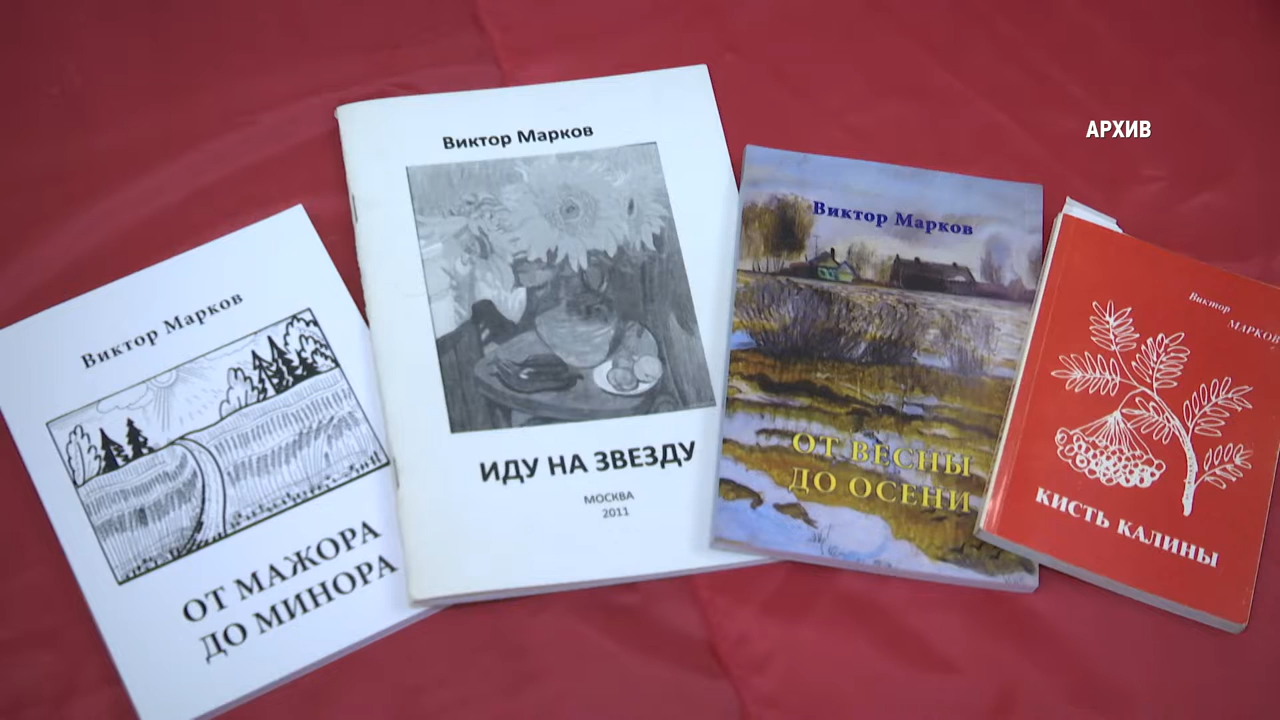 АРХИВ
Виктор Марков
ОТ МАЖОРА
ДО МИНОРА
Виктор Марков
ИДУ НА ЗВЕЗДУ
МОСКВА
2011
Виктор Марков
ОТ ВЕСНЫ
ДО ОСЕНИ
Виктор
МАРКОВ
КИСТЬ КАЛИНЫ